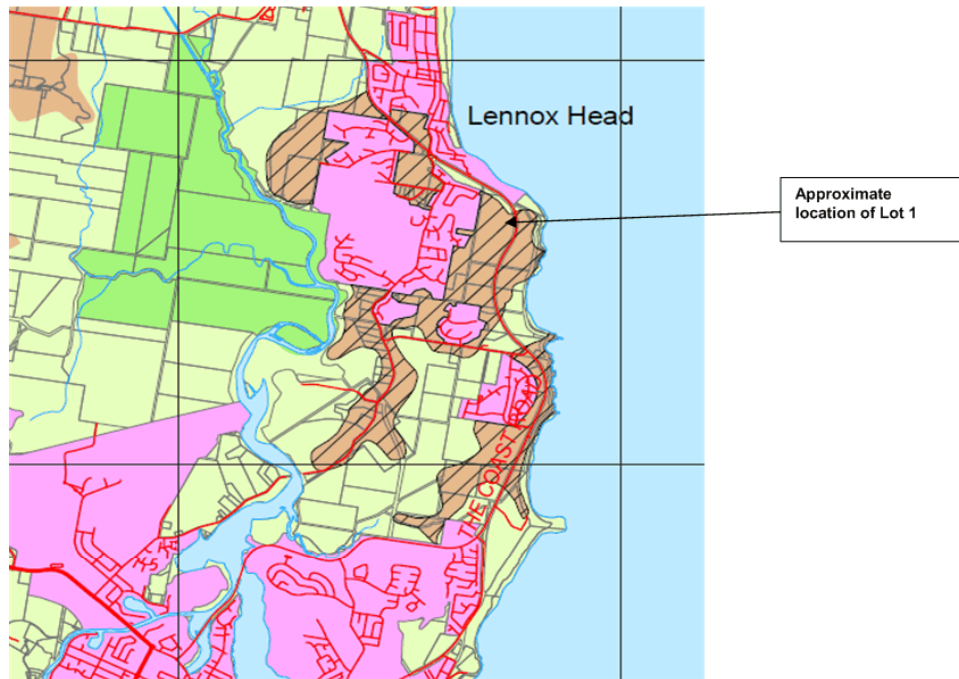 Lennox Head
Approximate
location of Lot 1
THE COAST ROAD